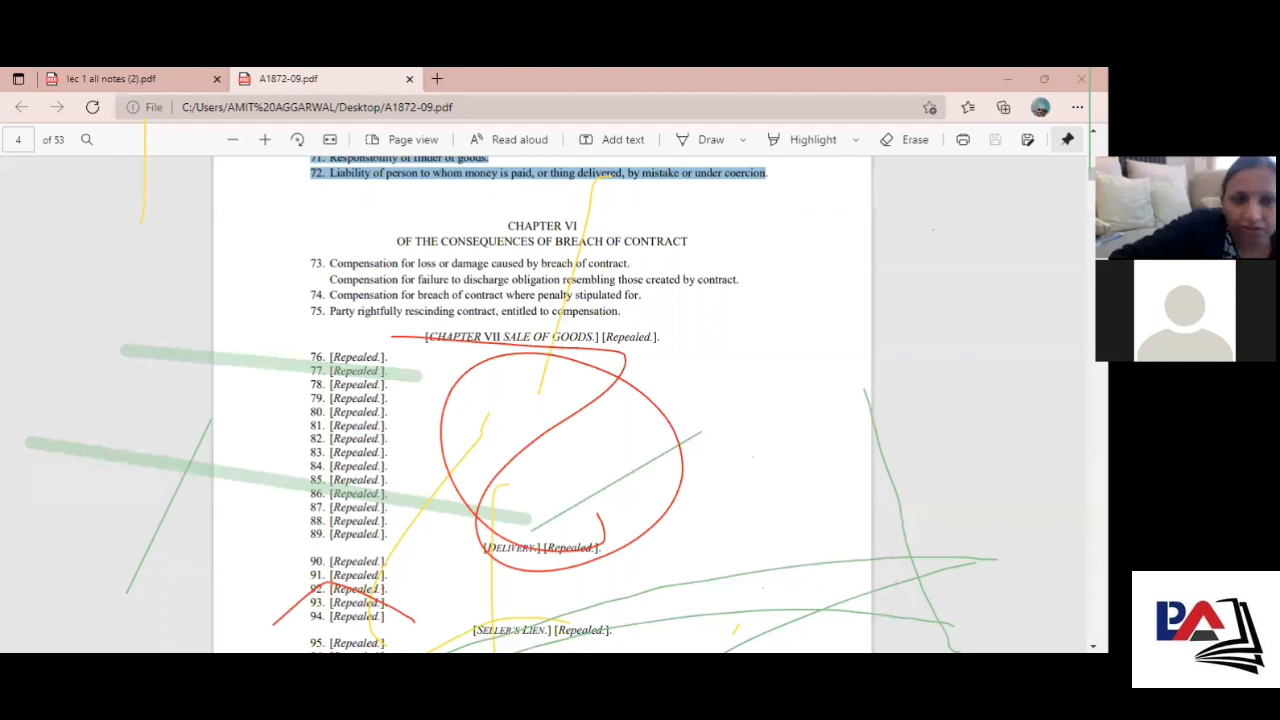 lec 1 all notes (2).pdf
A1872-09.pdf
File
C:/Users/AMIT%20AGGARWAL/Desktop/A1872-09.pdf
4 of 53
Page view
Read aloud
Add text
Draw
Highlight
Erase
71. Responsibility of finder of goods.
72. Liability of person to whom money is paid, or thing delivered, by mistake or under coercion.
CHAPTER VI
OF THE CONSEQUENCES OF BREACH OF CONTRACT
73. Compensation for loss or damage caused by breach of contract.
Compensation for failure to discharge obligation resembling those created by contract.
74. Compensation for breach of contract where penalty stipulated for.
75. Party rightfully rescinding contract, entitled to compensation.
[CHAPTER VII SALE OF GOODS.] [Repealed.].
76. [Repealed.].
77. [Repealed.].
78. [Repealed.].
79. [Repealed.].
80. [Repealed.].
81. [Repealed.].
82. [Repealed.].
83. [Repealed.].
84. [Repealed.].
85. [Repealed.].
86. [Repealed.].
87. [Repealed.].
88. [Repealed.].
89. [Repealed.].
[DELIVERY.] [Repealed.].
90. [Repealed.].
91. [Repealed.].
92. [Repealed.].
93. [Repealed.].
94. [Repealed.]
[SELLER'S LIEN.] [Repealed.].
95. [Repealed.].